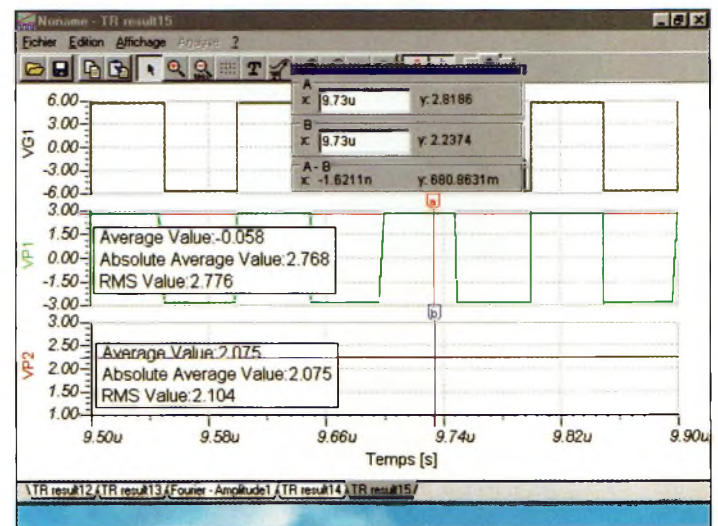 Noname - TR result15
Fichier Edition Affichage Analyse ?
T
A
x: 9.73u y: 2.8186
B
x: 9.73u y: 2.2374
A - B
x: -1.6211n y: 680.8631m
VG1
6.00
3.00
0.00
-3.00
-6.00
a
VP1
3.00
1.50
0.00
-1.50
-3.00
Average Value:-0.058
Absolute Average Value:2.768
RMS Value:2.776
b
VP2
3.00
2.50
2.00
1.50
1.00
Average Value:2.075
Absolute Average Value:2.075
RMS Value:2.104
9.50u 9.58u 9.66u 9.74u 9.82u 9.90u
Temps [s]
TR result12 TR result13 Fourier - Amplitude1 TR result14 TR result15